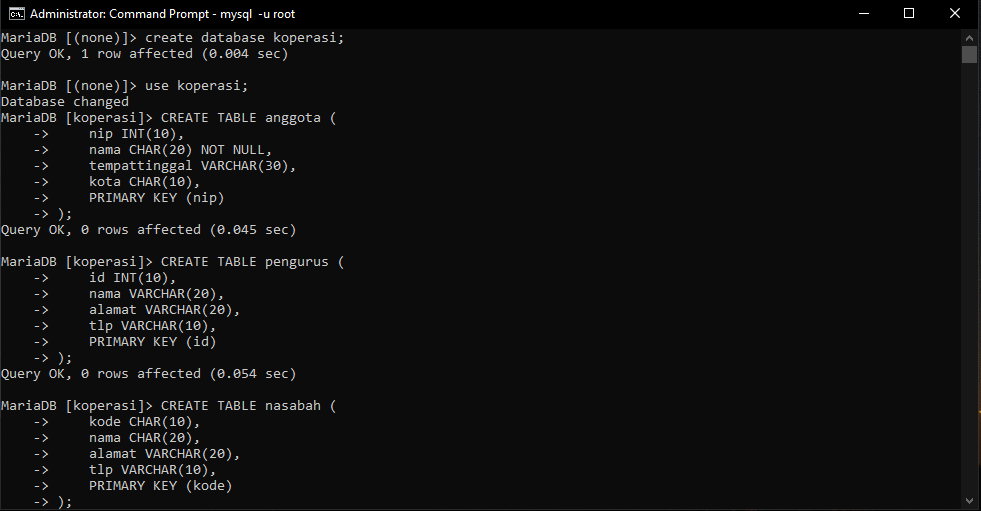 Administrator: Command Prompt - mysql -u root
MariaDB [(none)]> create database koperasi;
Query OK, 1 row affected (0.004 sec)
MariaDB [(none)]> use koperasi;
Database changed
MariaDB [koperasi]> CREATE TABLE anggota (
    ->     nip INT(10),
    ->     nama CHAR(20) NOT NULL,
    ->     tempattinggal VARCHAR(30),
    ->     kota CHAR(10),
    ->     PRIMARY KEY (nip)
    -> );
Query OK, 0 rows affected (0.045 sec)
MariaDB [koperasi]> CREATE TABLE pengurus (
    ->     id INT(10),
    ->     nama VARCHAR(20),
    ->     alamat VARCHAR(20),
    ->     tlp VARCHAR(10),
    ->     PRIMARY KEY (id)
    -> );
Query OK, 0 rows affected (0.054 sec)
MariaDB [koperasi]> CREATE TABLE nasabah (
    ->     kode CHAR(10),
    ->     nama CHAR(20),
    ->     alamat VARCHAR(20),
    ->     tlp VARCHAR(10),
    ->     PRIMARY KEY (kode)
    -> );